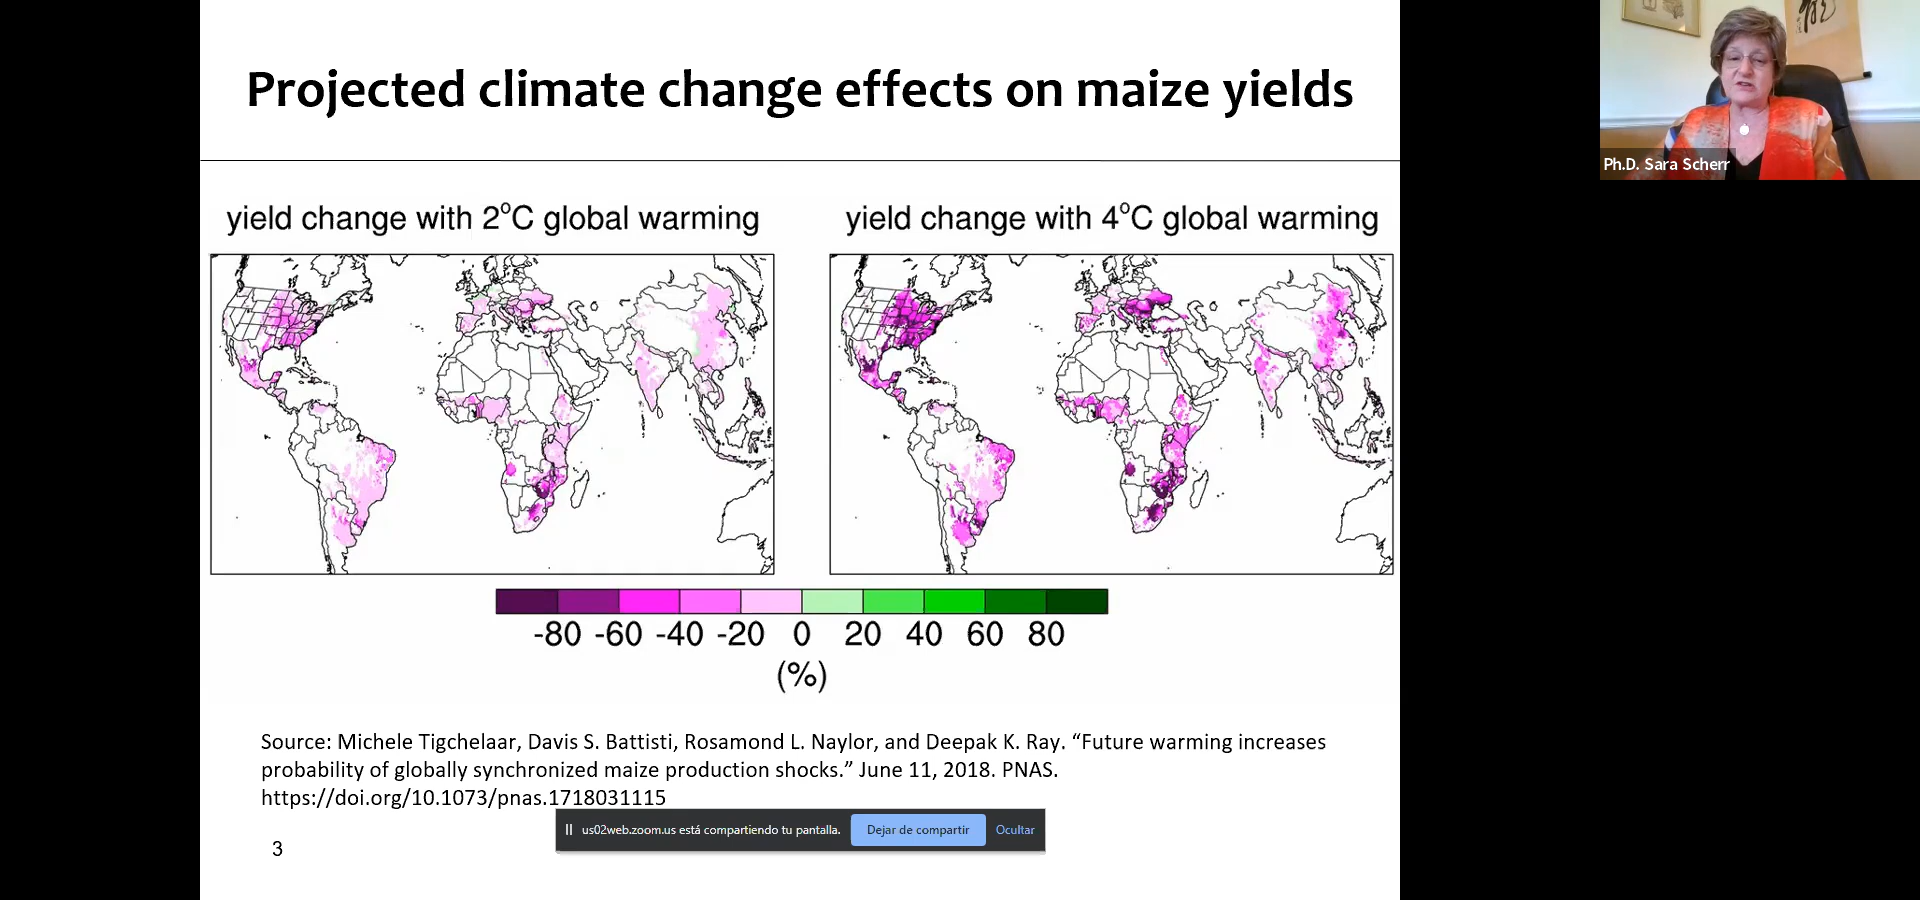 Projected climate change effects on maize yields
Ph.D. Sara Scherr
yield change with 2°C global warming
yield change with 4°C global warming
-80 -60 -40 -20 0 20 40 60 80
(%)
Source: Michele Tigchelaar, Davis S. Battisti, Rosamond L. Naylor, and Deepak K. Ray. “Future warming increases
probability of globally synchronized maize production shocks.” June 11, 2018. PNAS.
https://doi.org/10.1073/pnas.1718031115
us02web.zoom.us está compartiendo tu pantalla. Dejar de compartir Ocultar
3